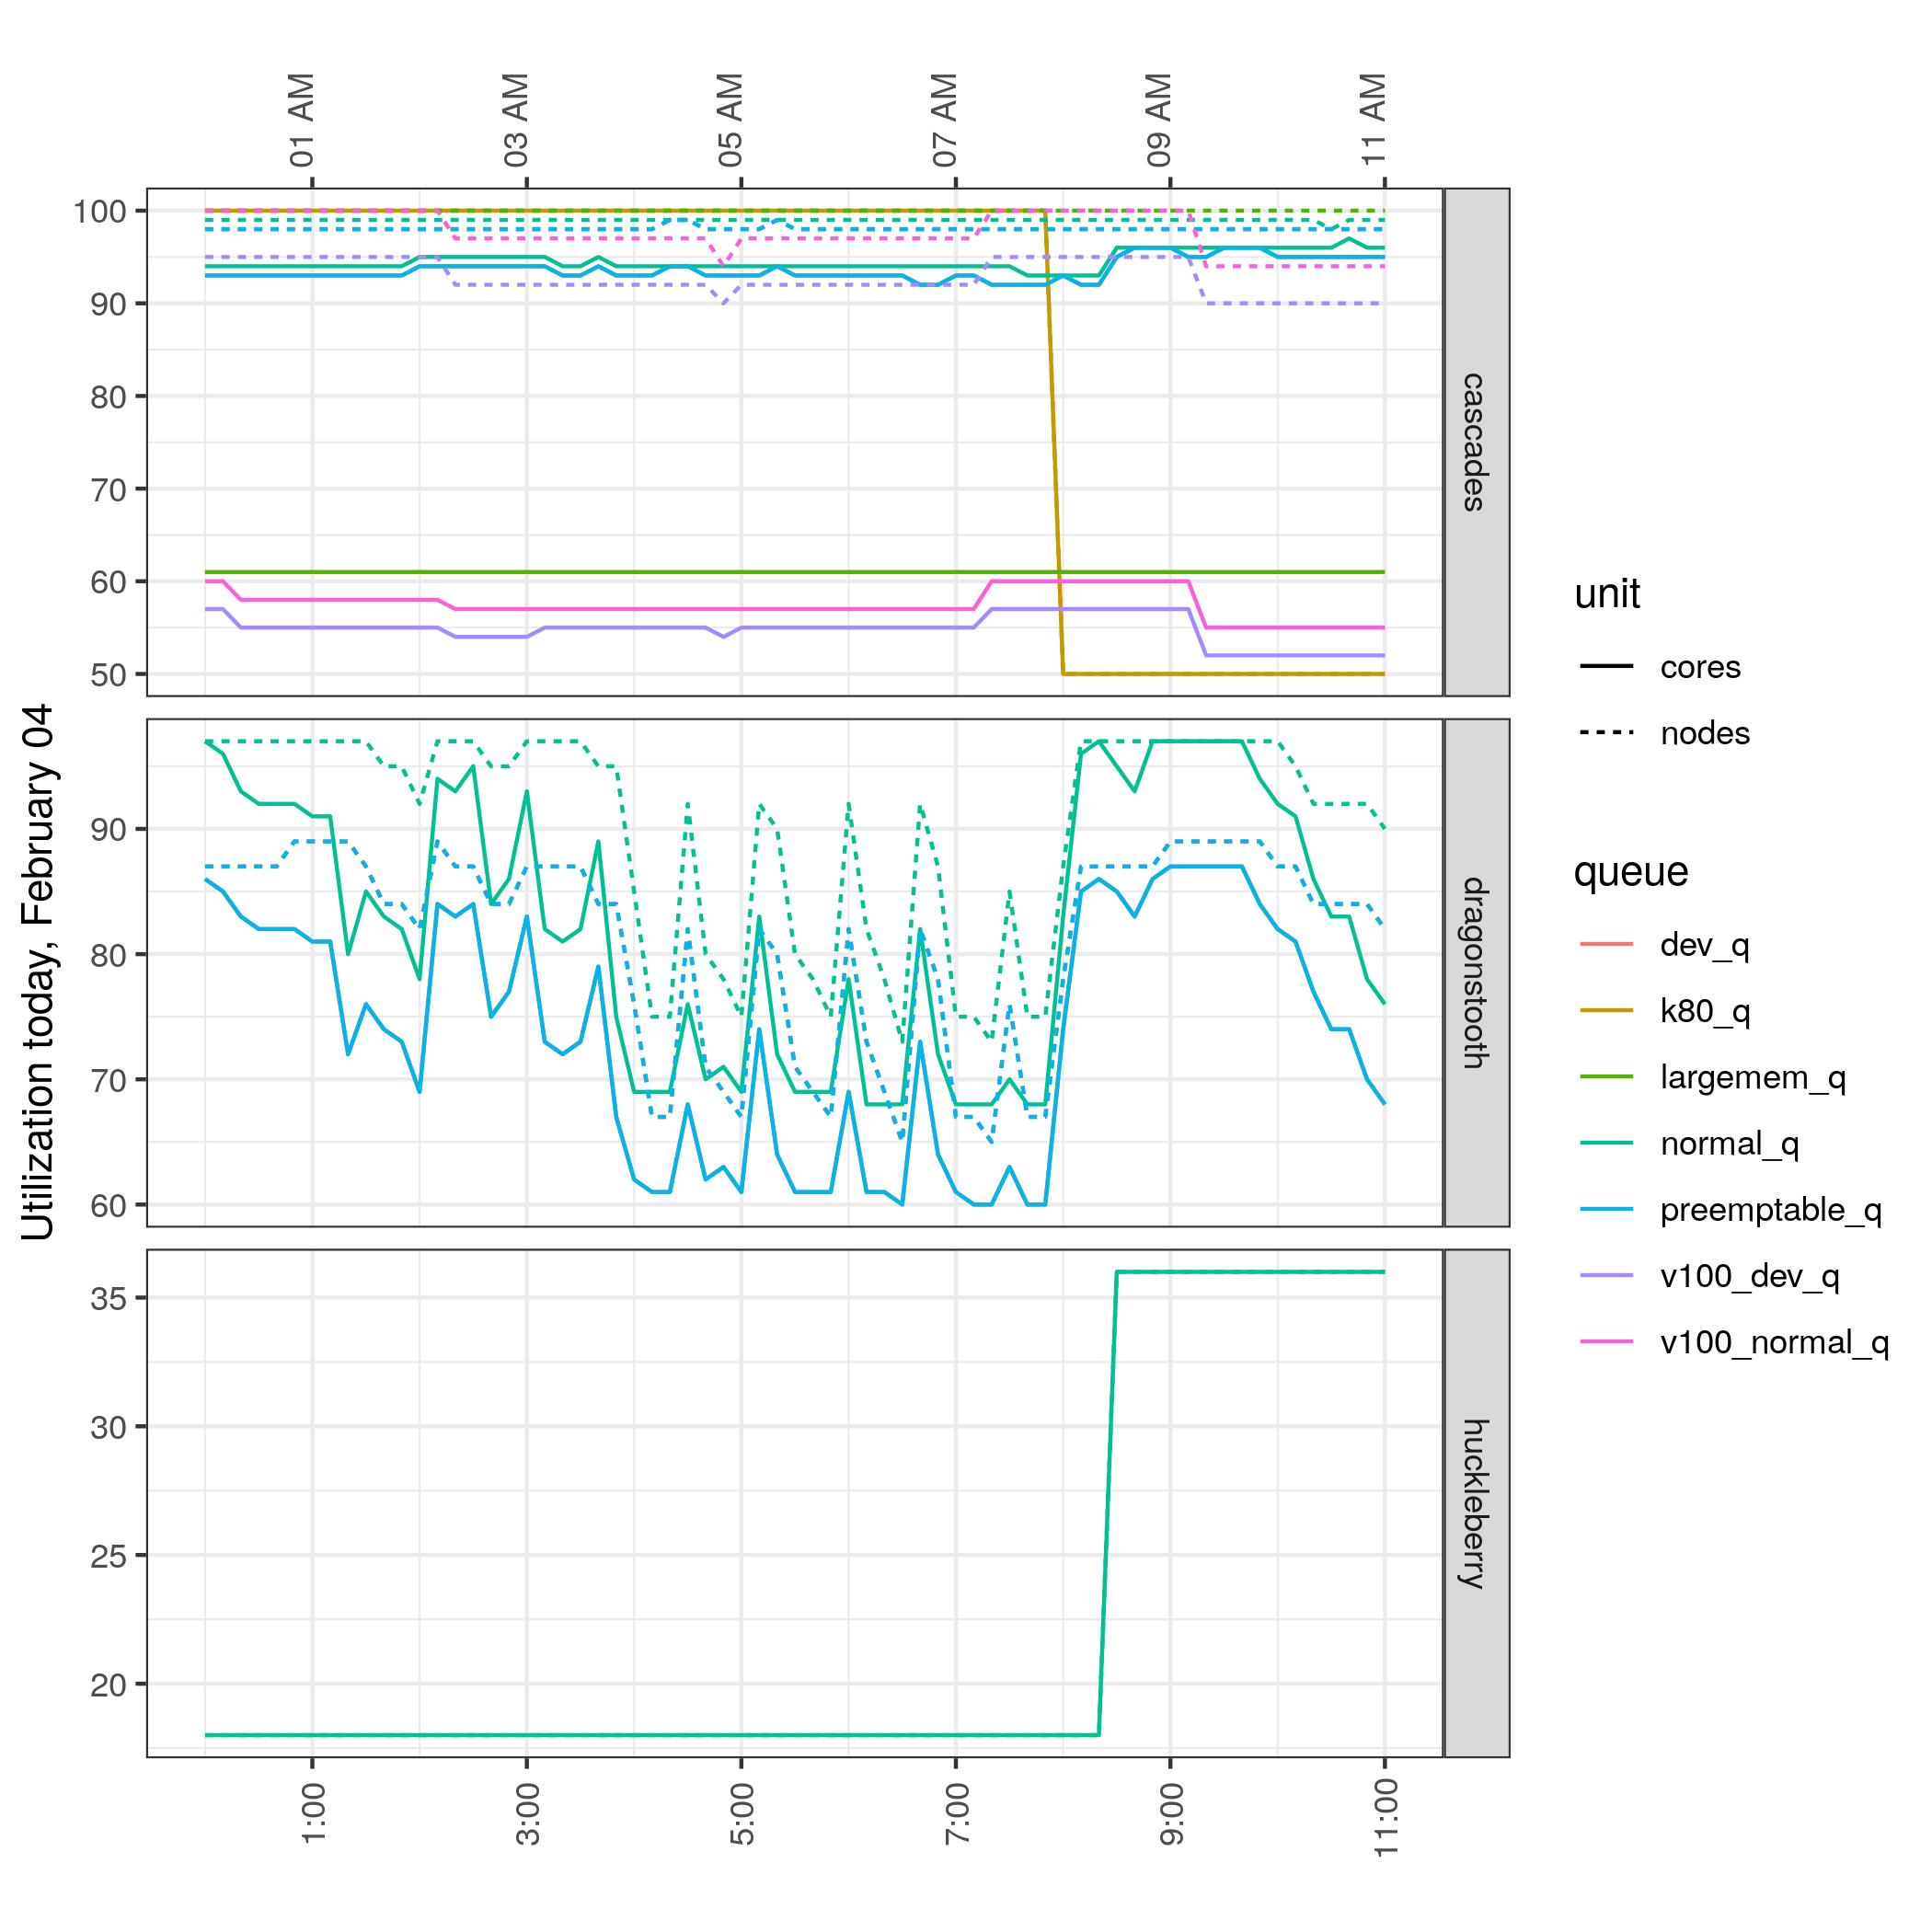 01 AM
03 AM
05 AM
07 AM
09 AM
11 AM
Utilization today, February 04
100
90
80
70
60
50
cascades
90
80
70
60
dragonstooth
35
30
25
20
huckleberry
1:00
3:00
5:00
7:00
9:00
11:00
unit
cores
nodes
queue
dev_q
k80_q
largemem_q
normal_q
preemptable_q
v100_dev_q
v100_normal_q